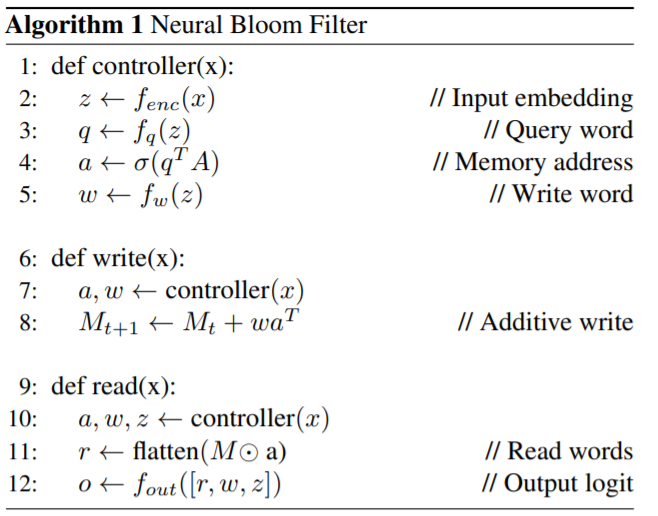 Algorithm 1 Neural Bloom Filter
1: def controller(x):
2: z ← f_enc(x) // Input embedding
3: q ← f_q(z) // Query word
4: a ← σ(q^T A) // Memory address
5: w ← f_w(z) // Write word
6: def write(x):
7: a, w ← controller(x)
8: M_{t+1} ← M_t + wa^T // Additive write
9: def read(x):
10: a, w, z ← controller(x)
11: r ← flatten(M ⊙ a) // Read words
12: o ← f_out([r, w, z]) // Output logit